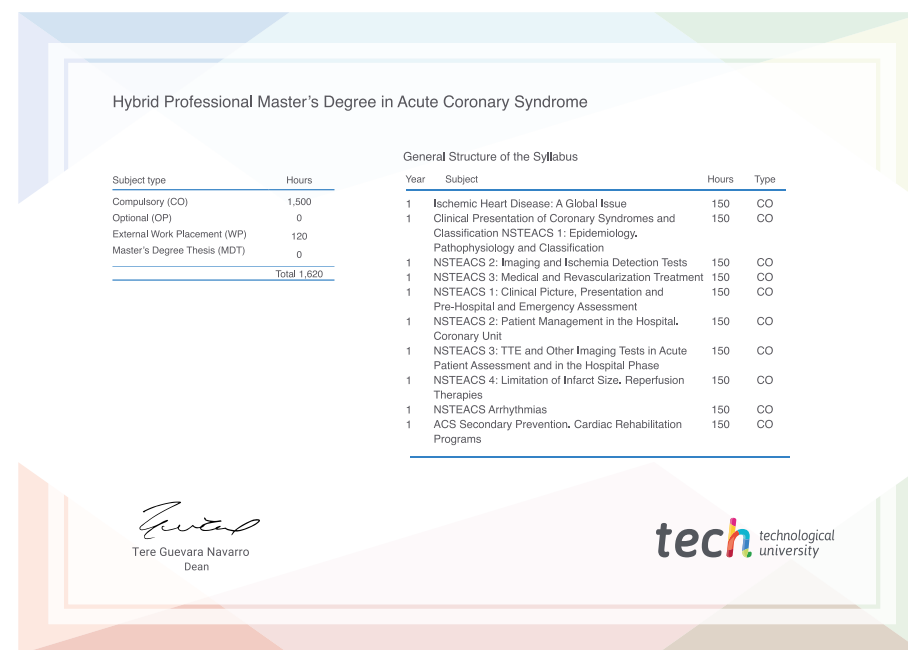 Hybrid Professional Master’s Degree in Acute Coronary Syndrome
Subject type Hours
Compulsory (CO) 1,500
Optional (OP) 0
External Work Placement (WP) 120
Master’s Degree Thesis (MDT) 0
Total 1,620
General Structure of the Syllabus
Year Subject Hours Type
1 Ischemic Heart Disease: A Global Issue 150 CO
1 Clinical Presentation of Coronary Syndromes and 150 CO
Classification NSTEACS 1: Epidemiology.
Pathophysiology and Classification
1 NSTEACS 2: Imaging and Ischemia Detection Tests 150 CO
1 NSTEACS 3: Medical and Revascularization Treatment 150 CO
1 NSTEACS 1: Clinical Picture, Presentation and 150 CO
Pre-Hospital and Emergency Assessment
1 NSTEACS 2: Patient Management in the Hospital. 150 CO
Coronary Unit
1 NSTEACS 3: TTE and Other Imaging Tests in Acute 150 CO
Patient Assessment and in the Hospital Phase
1 NSTEACS 4: Limitation of Infarct Size. Reperfusion 150 CO
Therapies
1 NSTEACS Arrhythmias 150 CO
1 ACS Secondary Prevention. Cardiac Rehabilitation 150 CO
Programs
Tere Guevara Navarro
Dean
tech technological
university